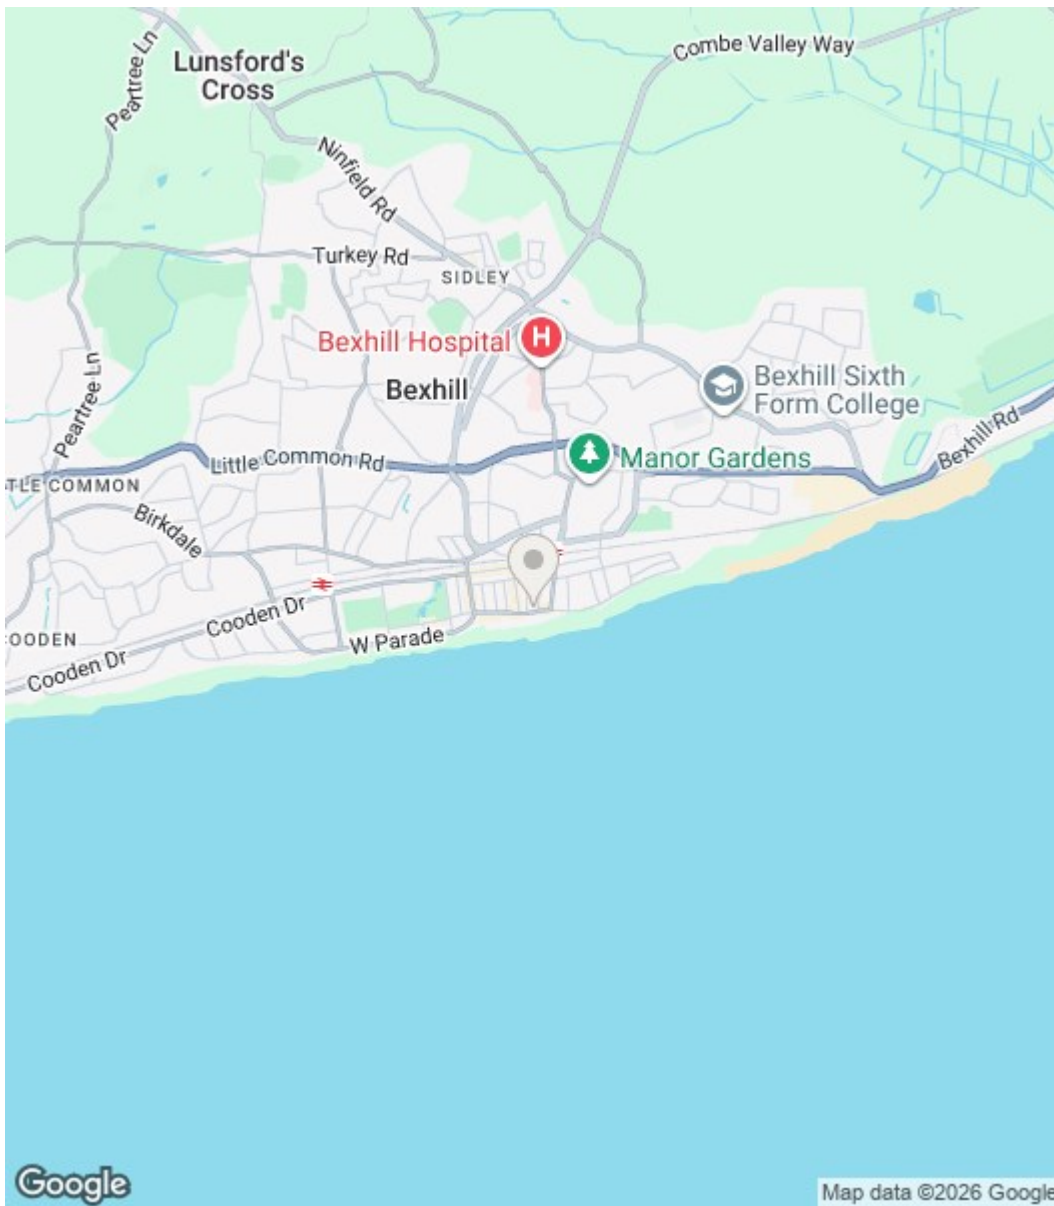 Peartree Ln
Lunsford's
Cross
Combe Valley Way
Ninfield Rd
Turkey Rd
SIDLEY
Bexhill Hospital
H
Bexhill
Bexhill Sixth
Form College
Peartree Ln
Bexhill Rd
Little Common Rd
Manor Gardens
TLE COMMON
Birkdale
Cooden Dr
W Parade
COODEN
Cooden Dr
Google
Map data ©2026 Google